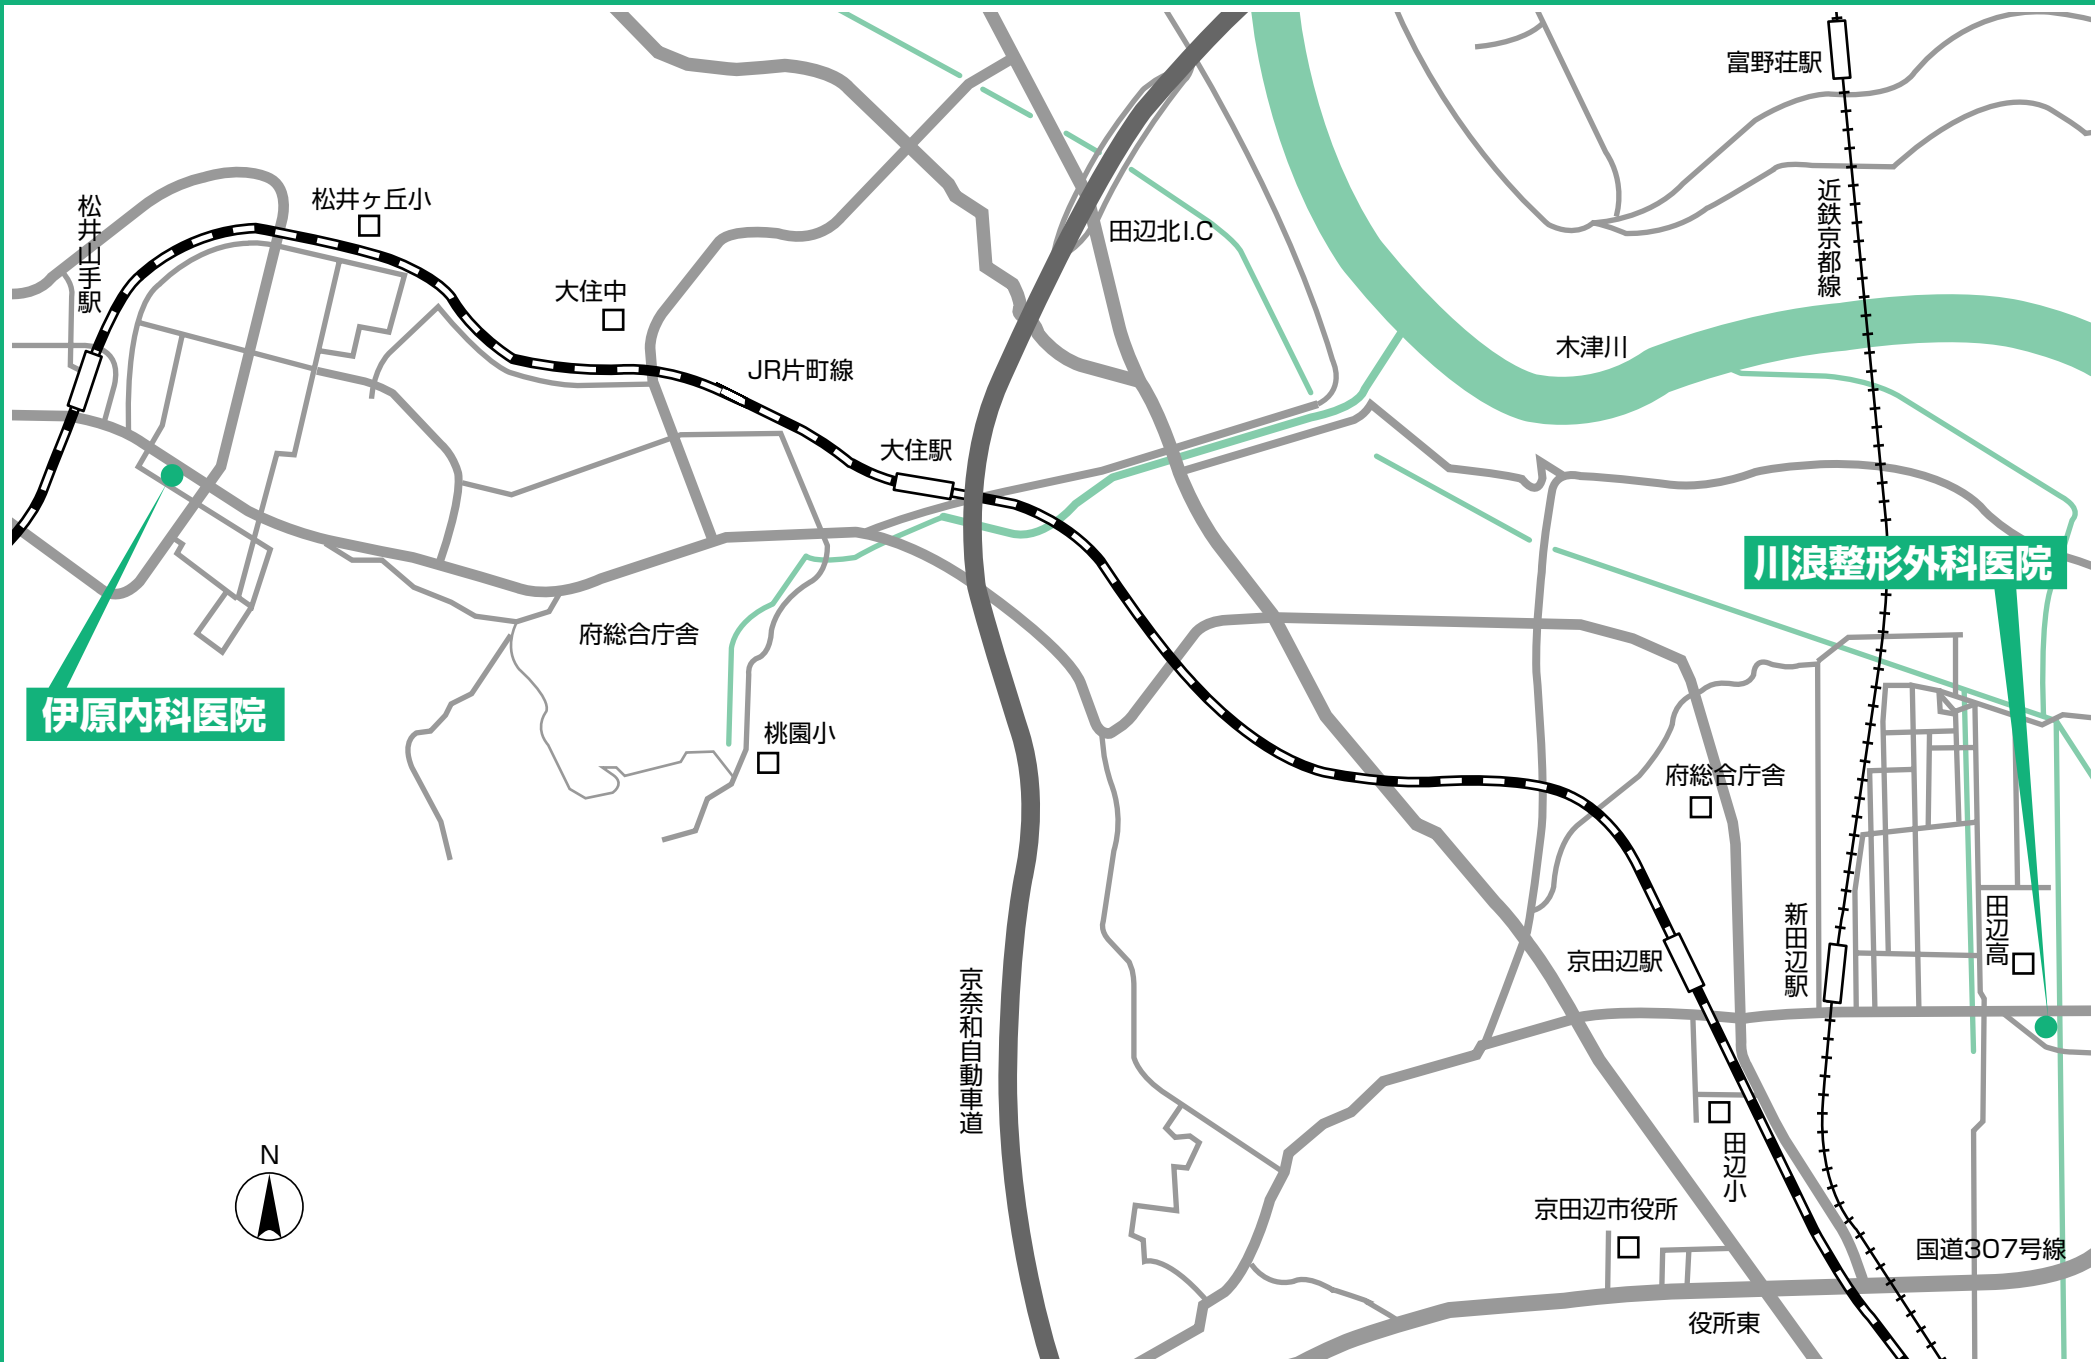 富野荘駅
松井ヶ丘小
松井山手駅
近鉄京都線
田辺北I.C
大住中
木津川
JR片町線
大住駅
川浪整形外科医院
府総合庁舎
伊原内科医院
桃園小
府総合庁舎
新田辺駅
田辺高
京田辺駅
京奈和自動車道
田辺小
N
京田辺市役所
国道307号線
役所東